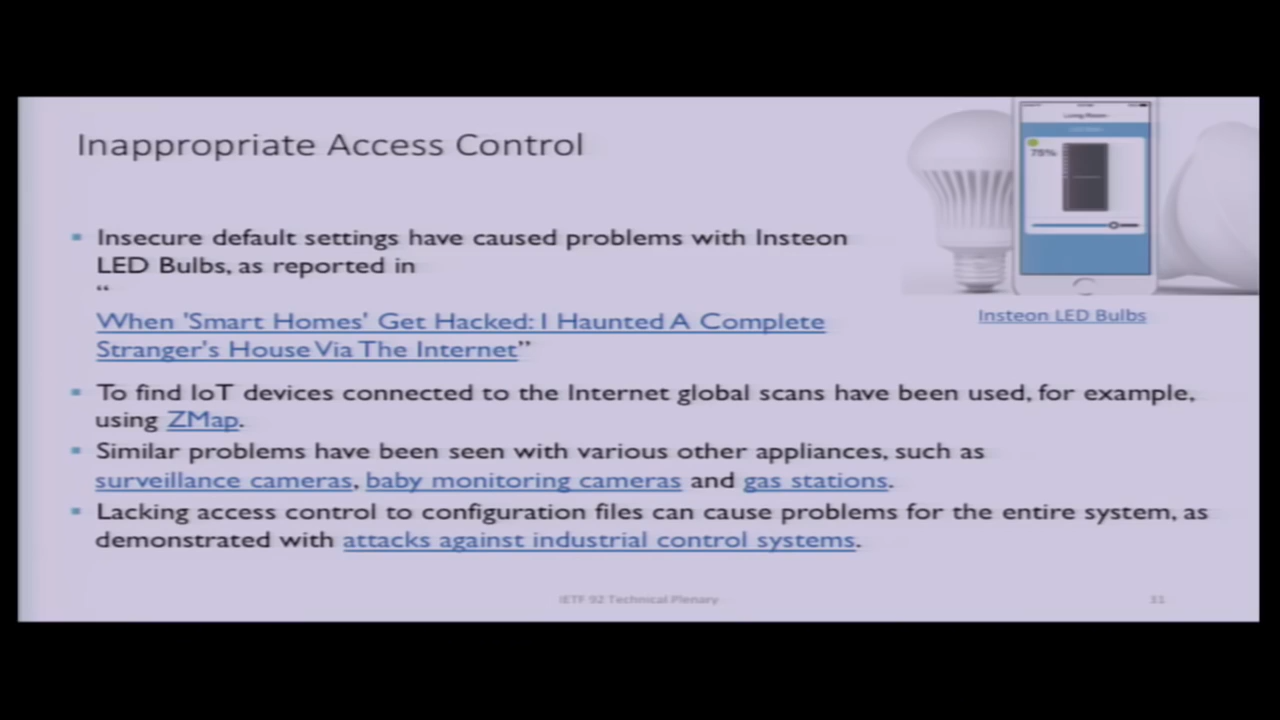 Inappropriate Access Control
75%
Insteon LED Bulbs
▪ Insecure default settings have caused problems with Insteon
LED Bulbs, as reported in
“
When 'Smart Homes' Get Hacked: I Haunted A Complete
Stranger's House Via The Internet”
▪ To find IoT devices connected to the Internet global scans have been used, for example,
using ZMap.
▪ Similar problems have been seen with various other appliances, such as
surveillance cameras, baby monitoring cameras and gas stations.
▪ Lacking access control to configuration files can cause problems for the entire system, as
demonstrated with attacks against industrial control systems.
IETF 92 Technical Plenary
31